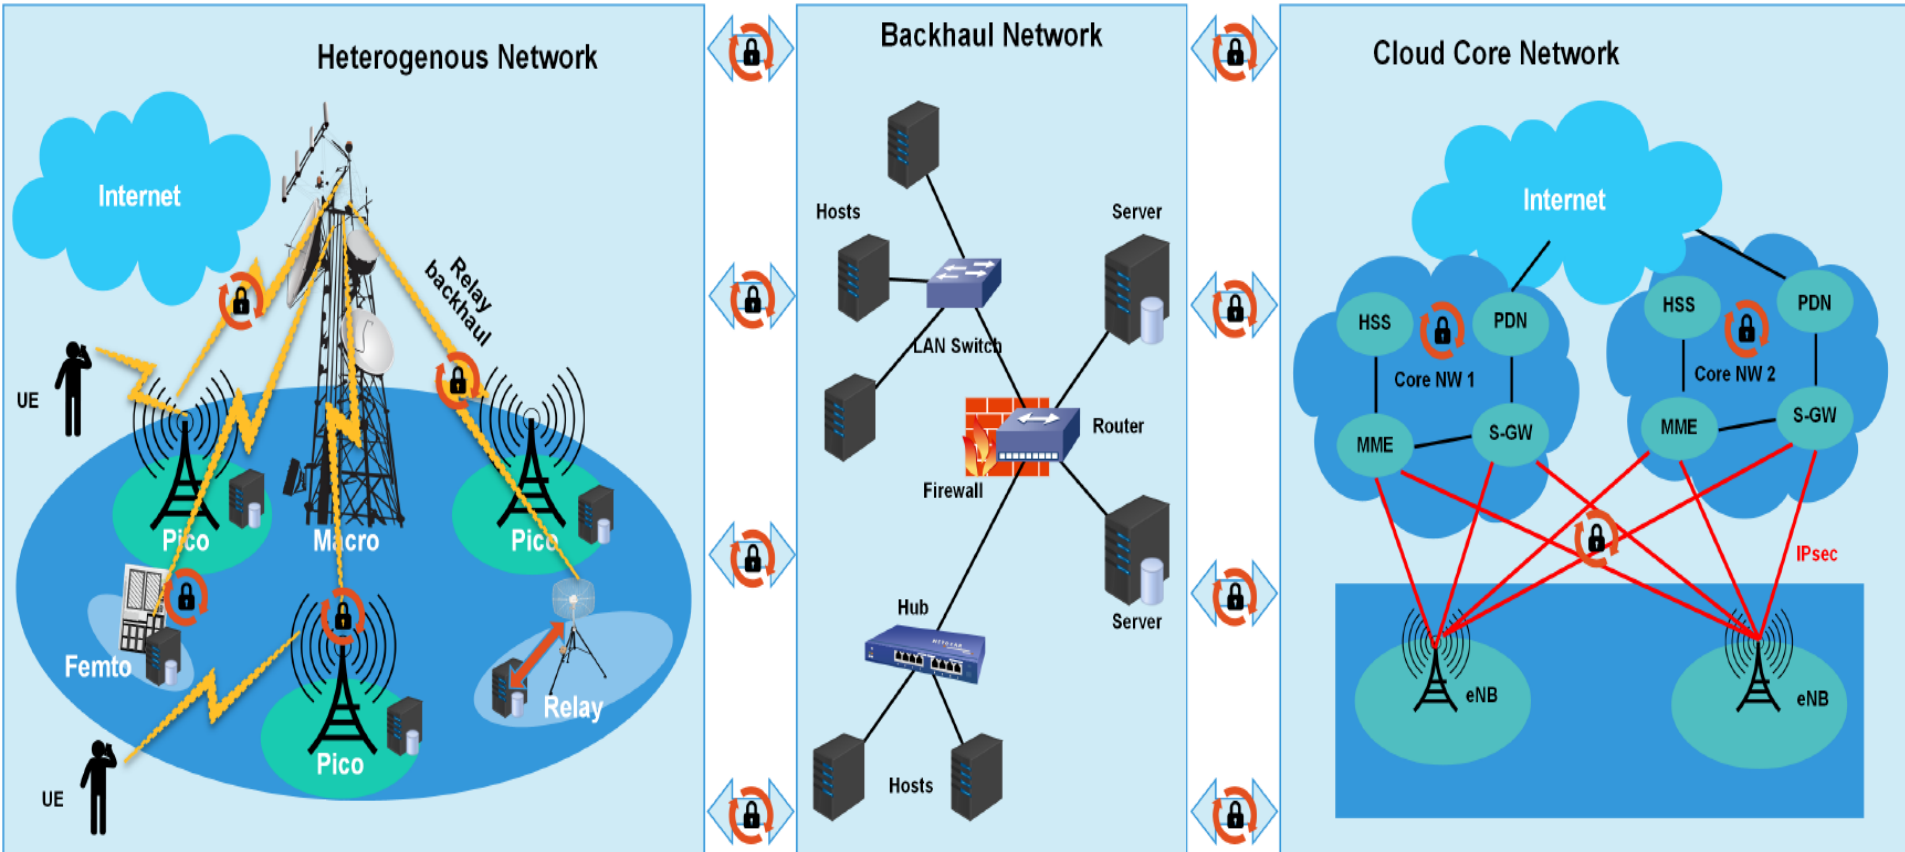 Heterogenous Network
Internet
Relay
backhaul
UE
Pico
Macro
Pico
Femto
Relay
Pico
UE
Backhaul Network
Hosts
Server
LAN Switch
Router
Firewall
Hub
NETGEAR
Server
Hosts
Cloud Core Network
Internet
HSS
PDN
Core NW 1
MME
S-GW
HSS
PDN
Core NW 2
MME
S-GW
IPsec
eNB
eNB